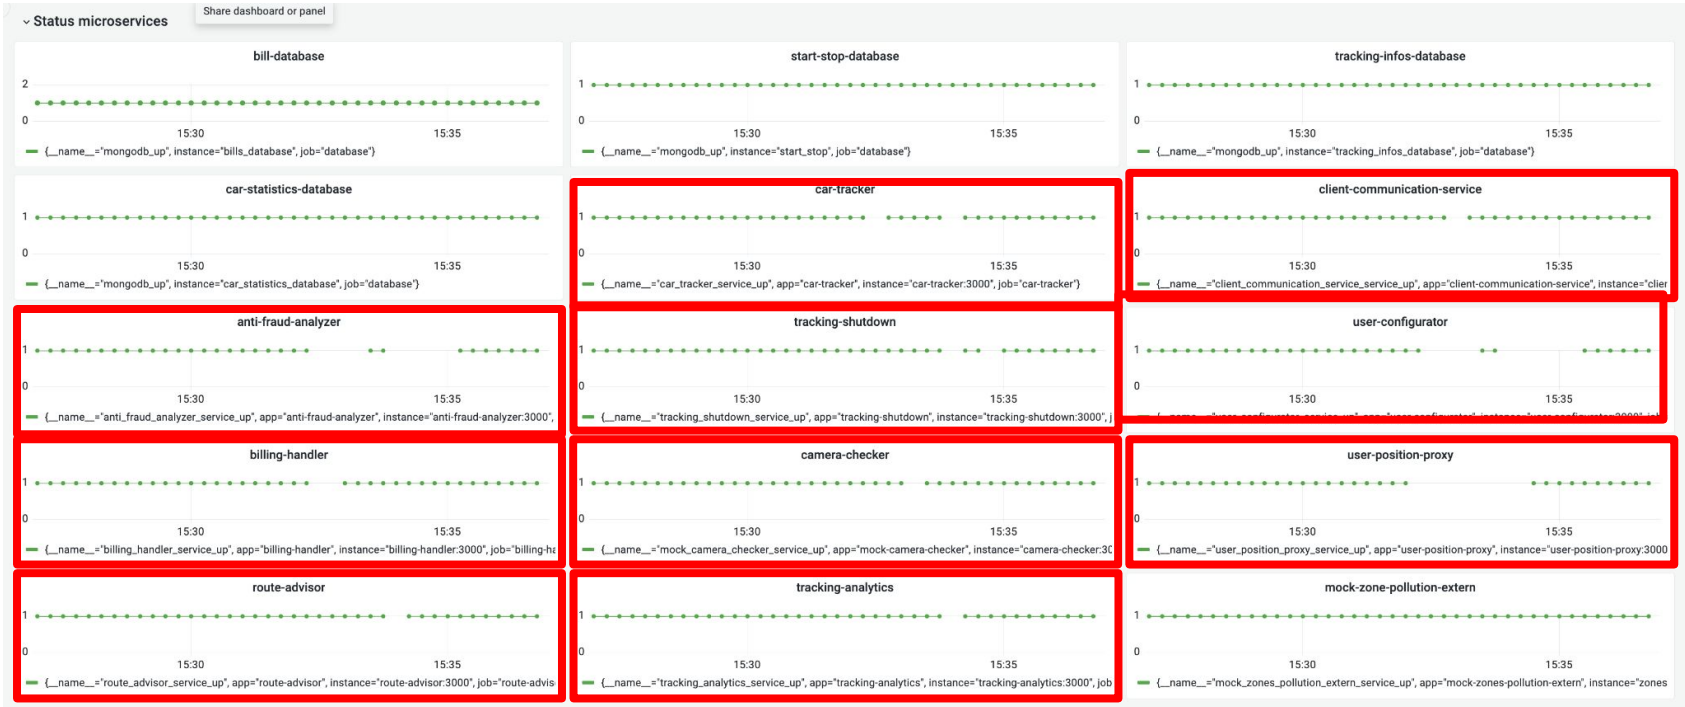 Status microservices
Share dashboard or panel
bill-database
start-stop-database
tracking-infos-database
2
0
15:30
15:35
1
0
15:30
15:35
1
0
15:30
15:35
{__name__="mongodb_up", instance="bills_database", job="database"}
{__name__="mongodb_up", instance="start_stop", job="database"}
{__name__="mongodb_up", instance="tracking_infos_database", job="database"}
car-statistics-database
car-tracker
client-communication-service
1
0
15:30
15:35
1
0
15:30
15:35
1
0
15:30
15:35
{__name__="mongodb_up", instance="car_statistics_database", job="database"}
{__name__="car_tracker_service_up", app="car-tracker", instance="car-tracker:3000", job="car-tracker"}
{__name__="client_communication_service_service_up", app="client-communication-service", instance="clier
anti-fraud-analyzer
tracking-shutdown
user-configurator
1
0
15:30
15:35
1
0
15:30
15:35
1
0
15:30
15:35
{__name__="anti_fraud_analyzer_service_up", app="anti-fraud-analyzer", instance="anti-fraud-analyzer:3000",
{__name__="tracking_shutdown_service_up", app="tracking-shutdown", instance="tracking-shutdown:3000", j
billing-handler
camera-checker
user-position-proxy
1
0
15:30
15:35
1
0
15:30
15:35
1
0
15:30
15:35
{__name__="billing_handler_service_up", app="billing-handler", instance="billing-handler:3000", job="billing-ha
{__name__="mock_camera_checker_service_up", app="mock-camera-checker", instance="camera-checker:30
{__name__="user_position_proxy_service_up", app="user-position-proxy", instance="user-position-proxy:3000
route-advisor
tracking-analytics
mock-zone-pollution-extern
1
0
15:30
15:35
1
0
15:30
15:35
1
0
15:30
15:35
{__name__="route_advisor_service_up", app="route-advisor", instance="route-advisor:3000", job="route-advis
{__name__="tracking_analytics_service_up", app="tracking-analytics", instance="tracking-analytics:3000", job
{__name__="mock_zones_pollution_extern_service_up", app="mock-zones-pollution-extern", instance="zones